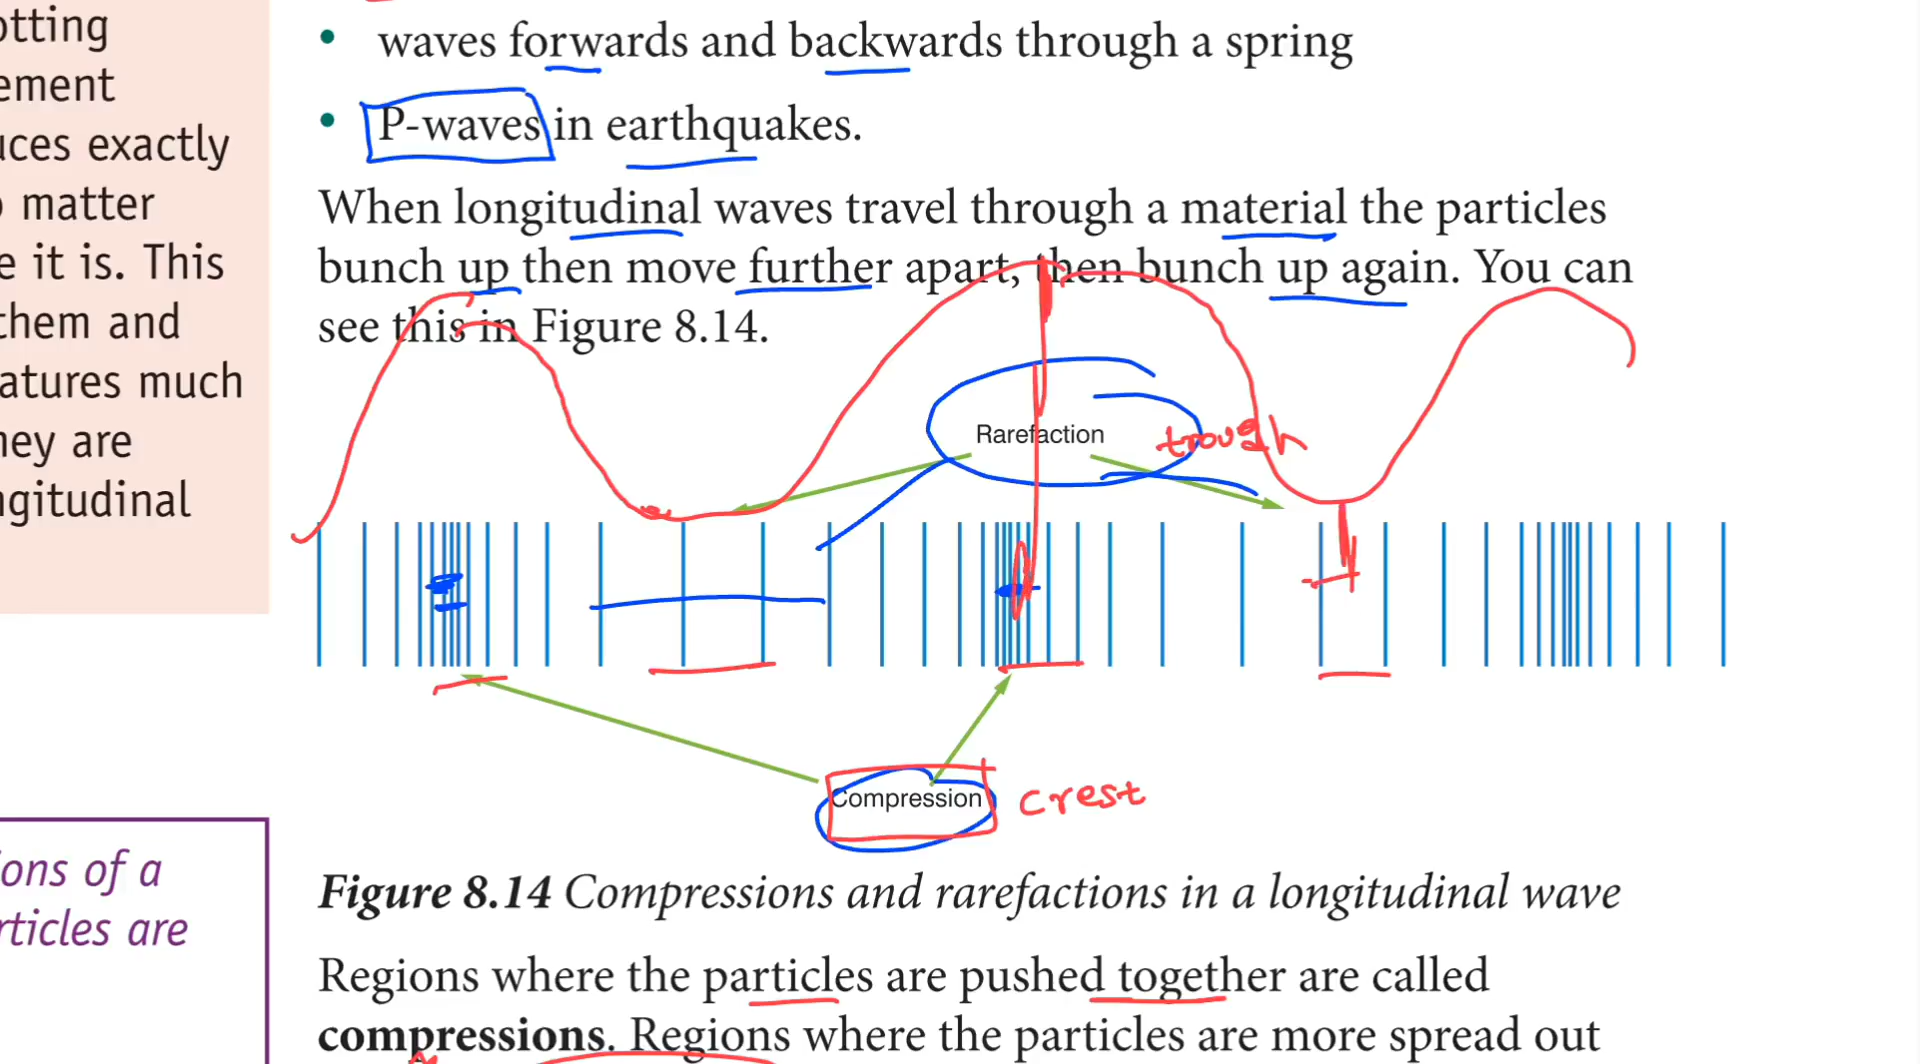 otting
ement
uces exactly
matter
e it is. This
them and
atures much
hey are
ngitudinal
• waves forwards and backwards through a spring
• P-waves in earthquakes.
When longitudinal waves travel through a material the particles
bunch up then move further apart, then bunch up again. You can
see this in Figure 8.14.
Rarefaction
trough
Compression
crest
Figure 8.14 Compressions and rarefactions in a longitudinal wave
ions of a
rticles are
Regions where the particles are pushed together are called
compressions. Regions where the particles are more spread out